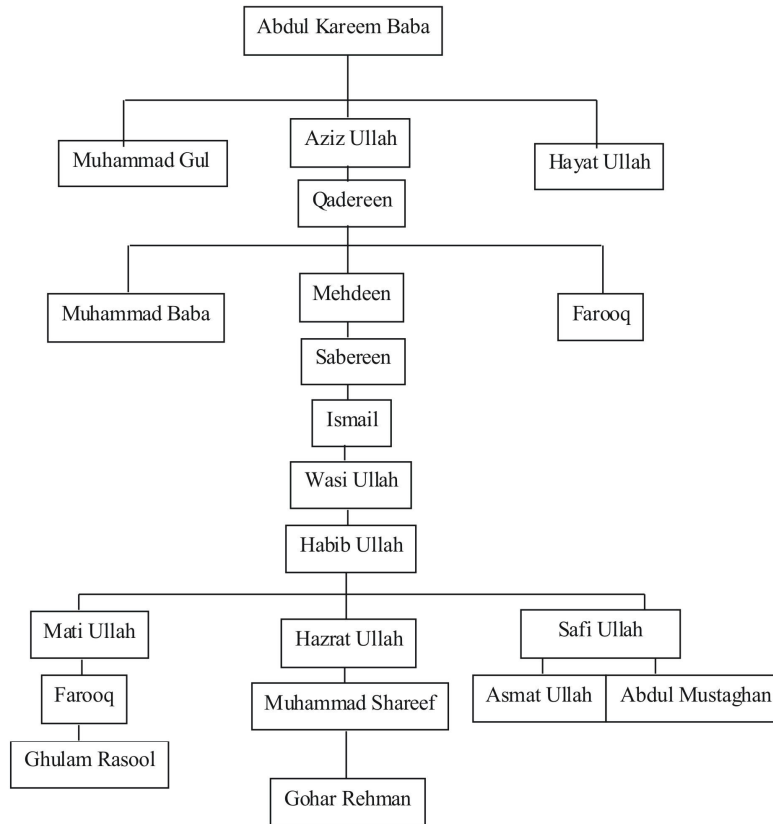 Abdul Kareem Baba
Muhammad Gul
Aziz Ullah
Hayat Ullah
Qadereen
Muhammad Baba
Mehdeen
Farooq
Sabereen
Ismail
Wasi Ullah
Habib Ullah
Mati Ullah
Hazrat Ullah
Safi Ullah
Farooq
Muhammad Shareef
Asmat Ullah
Abdul Mustaghan
Ghulam Rasool
Gohar Rehman